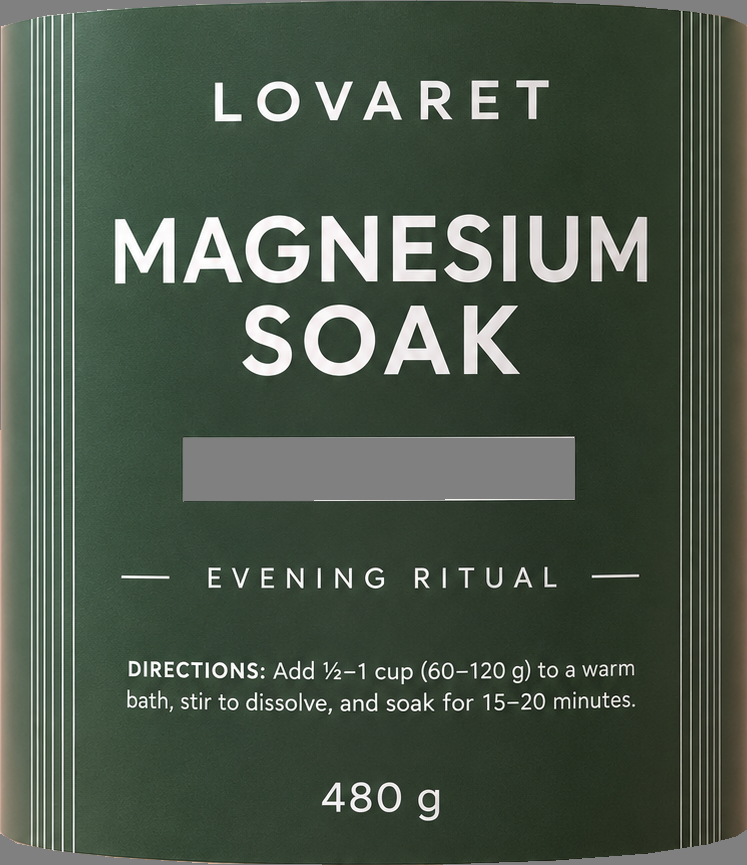 LOVARET
MAGNESIUM
SOAK
EVENING RITUAL
DIRECTIONS: Add ½–1 cup (60–120 g) to a warm
bath, stir to dissolve, and soak for 15–20 minutes.
480 g